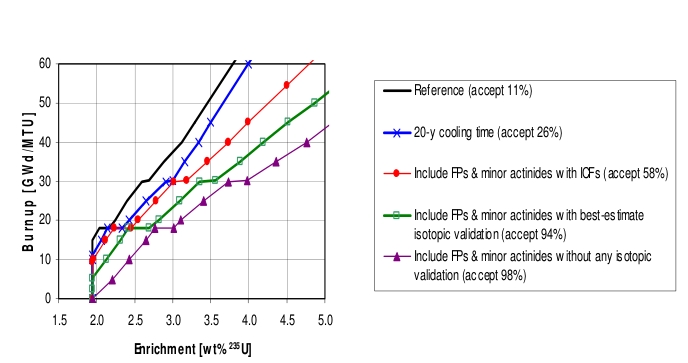 60
50
40
30
20
10
0
Burnup [GWd/MTU]
1.5 2.0 2.5 3.0 3.5 4.0 4.5 5.0
Enrichment [wt% 235U]
Reference (accept 11%)
20-y cooling time (accept 26%)
Include FPs & minor actinides with ICFs (accept 58%)
Include FPs & minor actinides with best-estimate
isotopic validation (accept 94%)
Include FPs & minor actinides without any isotopic
validation (accept 98%)